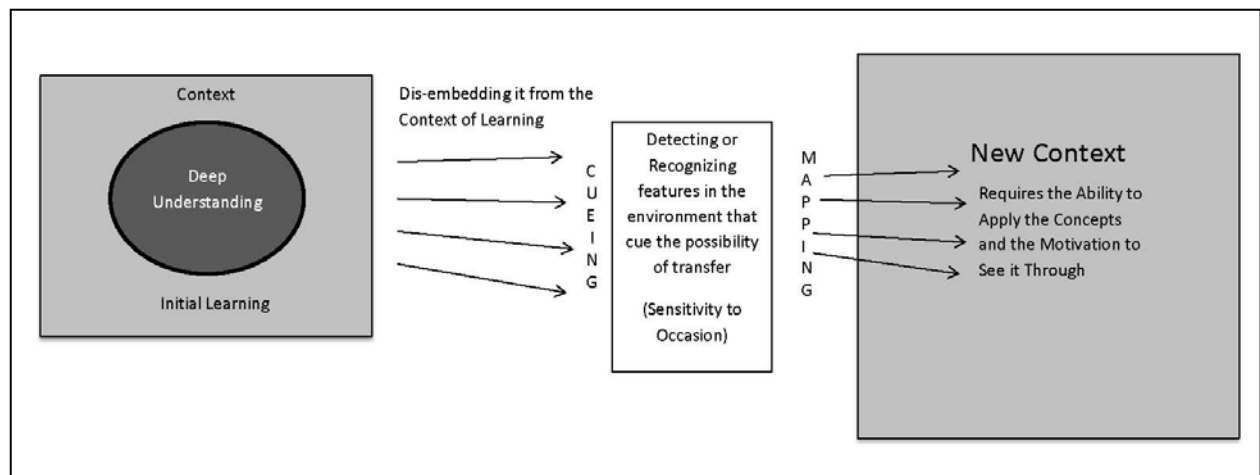 Context
Deep
Understanding
Initial Learning
Dis-embedding it from the
Context of Learning
CUEING
Detecting or
Recognizing
features in the
environment that
cue the possibility
of transfer
(Sensitivity to
Occasion)
MAPPING
New Context
Requires the Ability to
Apply the Concepts
and the Motivation to
See it Through